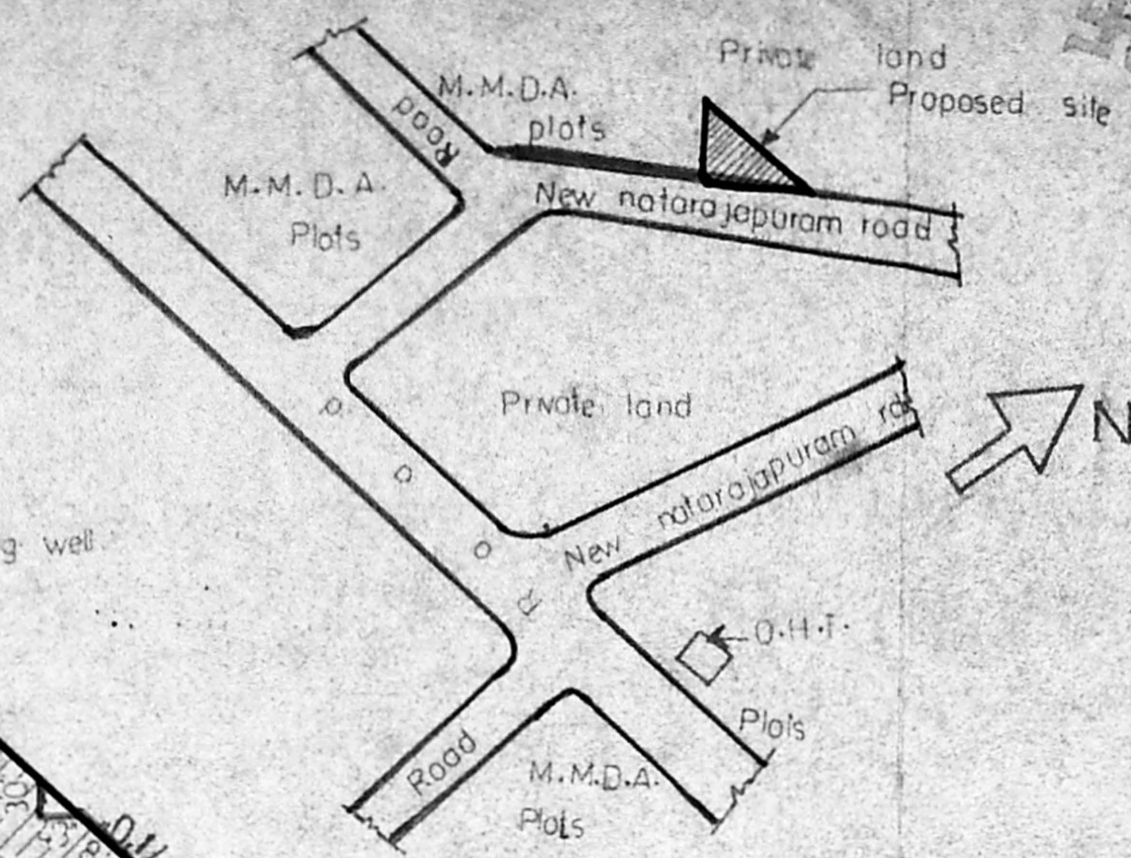 Private land
Proposed site
M.M.D.A.
plots
Road
M.M.D.A.
Plots
New natarajapuram road
Private land
ROAD
New natarajapuram rd
N
g well.
O.H.T.
Plots
Road
M.M.D.A.
Plots